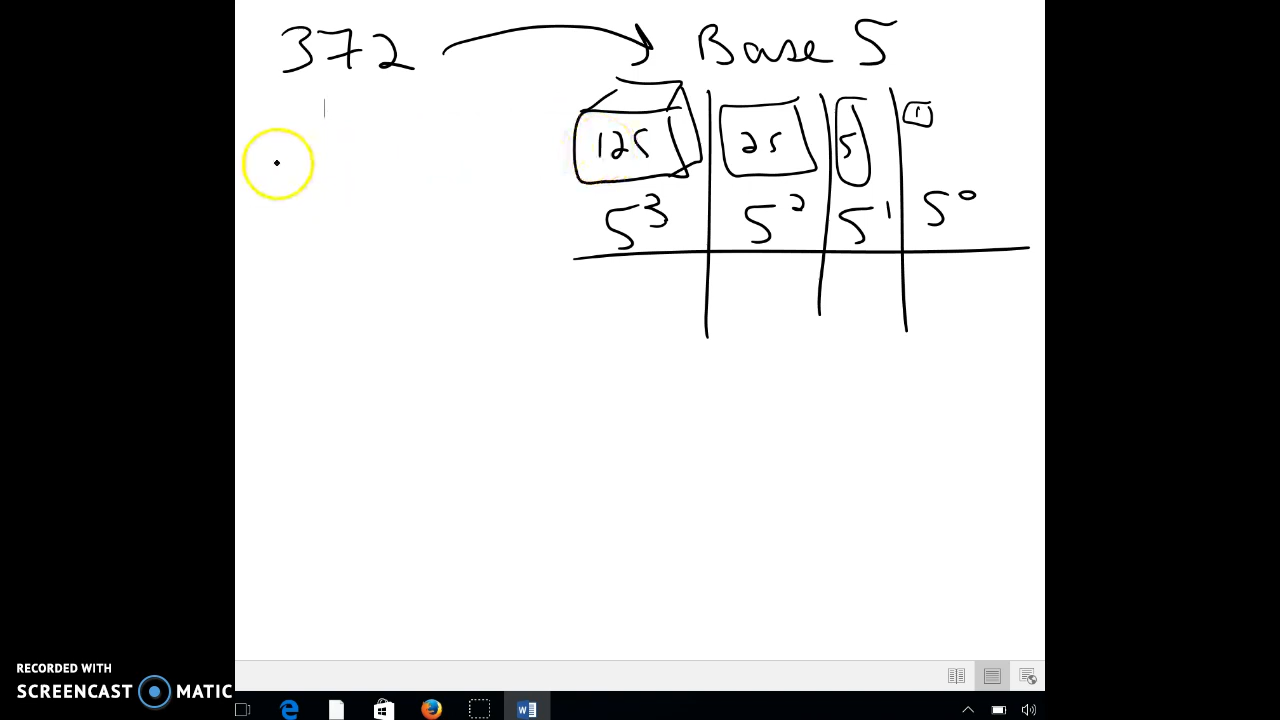 372 → Base 5
125 25 5 1
5³ 5² 5¹ 5⁰
RECORDED WITH
SCREENCAST MATIC